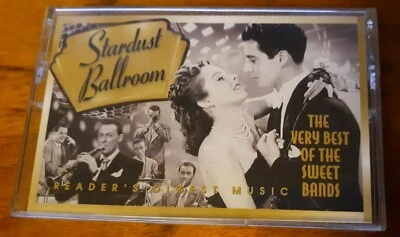 Stardust
Ballroom
THE
VERY BEST
OF THE
SWEET
BANDS
READER'S DIGEST MUSIC